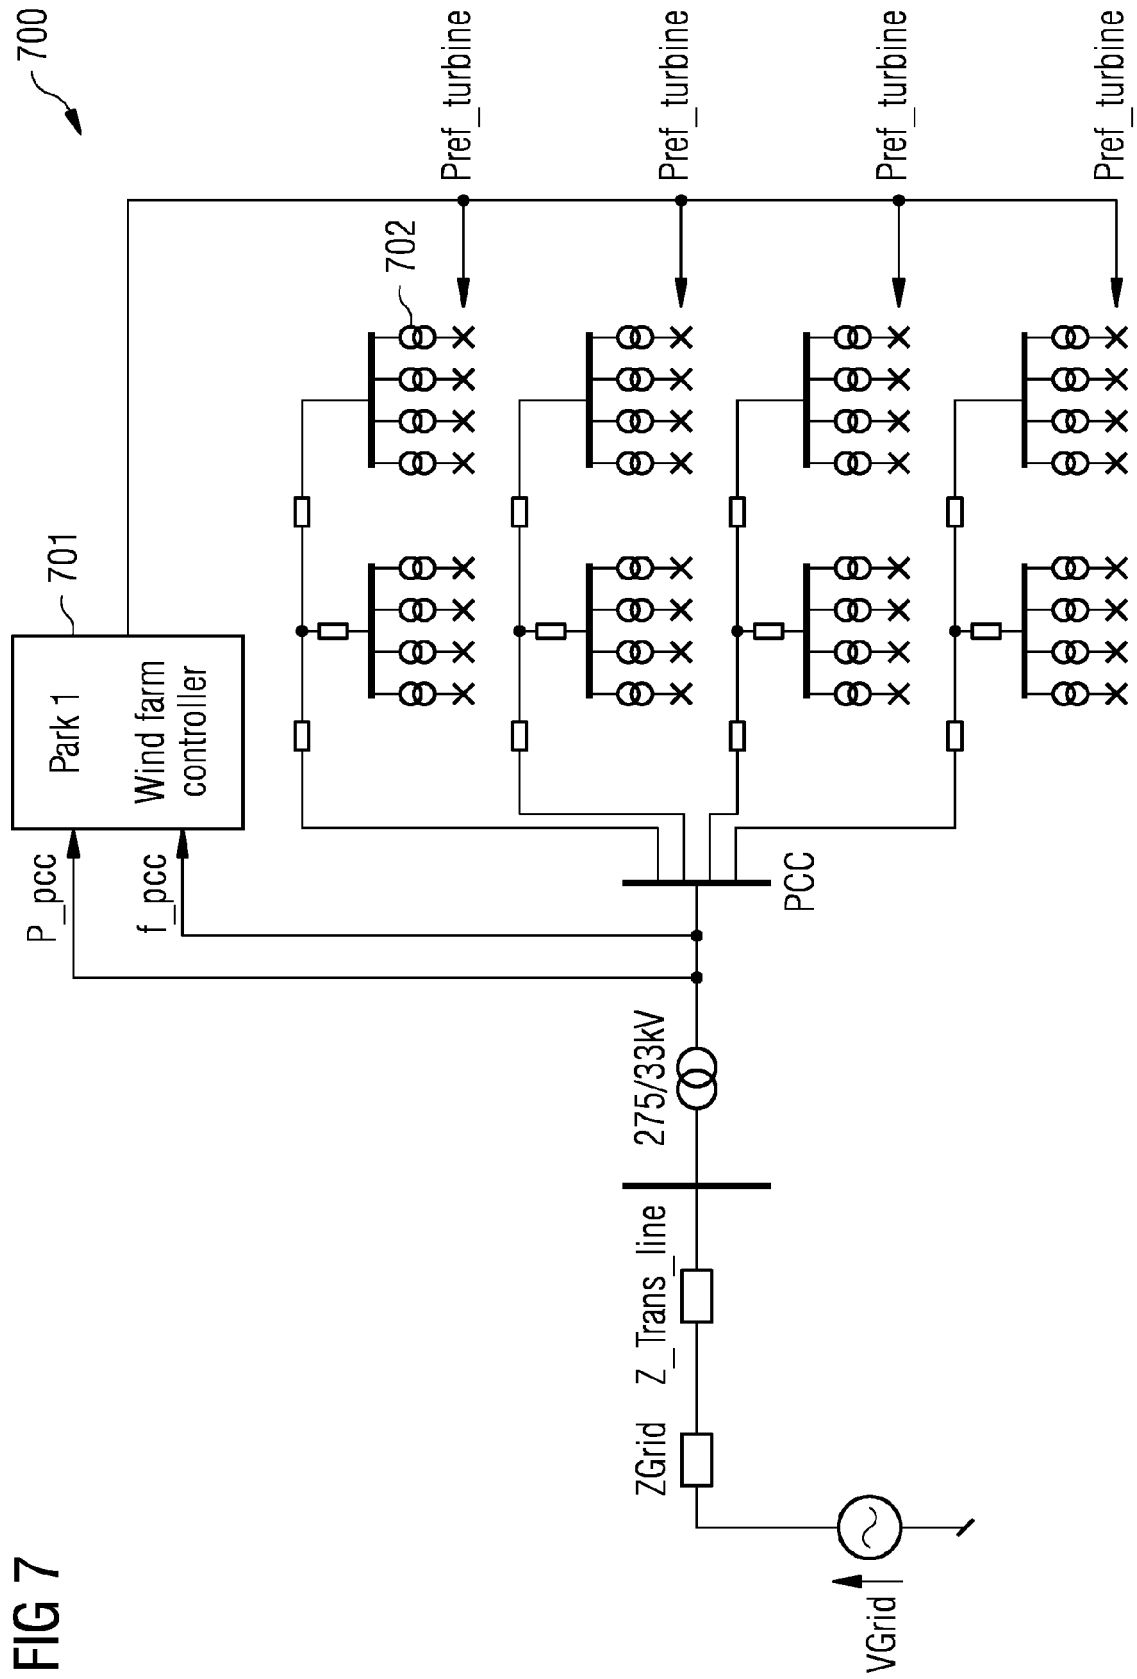 FIG 7
700
Park 1
Wind farm
controller
701
P_pcc
f_pcc
702
Pref_turbine
Pref_turbine
Pref_turbine
Pref_turbine
PCC
275/33kV
Z_Trans_line
ZGrid
VGrid